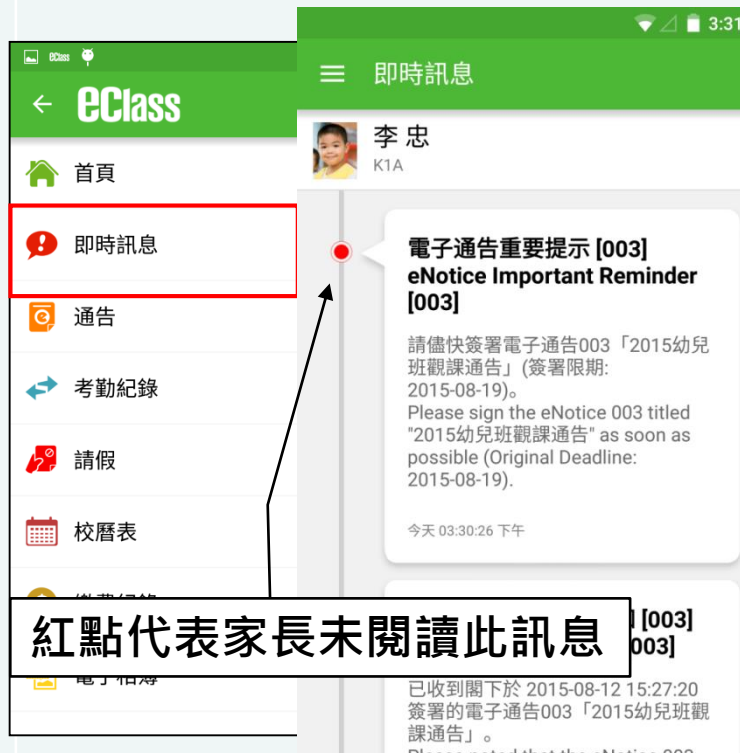 eClass
eClass
首頁
即時訊息
通告
考勤紀錄
請假
校曆表
3:31
即時訊息
李 忠
K1A
電子通告重要提示 [003]
eNotice Important Reminder
[003]
請儘快簽署電子通告003「2015幼兒
班觀課通告」(簽署限期:
2015-08-19)。
Please sign the eNotice 003 titled
"2015幼兒班觀課通告" as soon as
possible (Original Deadline:
2015-08-19).
今天 03:30:26 下午
[003]
003]
紅點代表家長未閱讀此訊息
已收到閣下於 2015-08-12 15:27:20
簽署的電子通告003「2015幼兒班觀
課通告」。